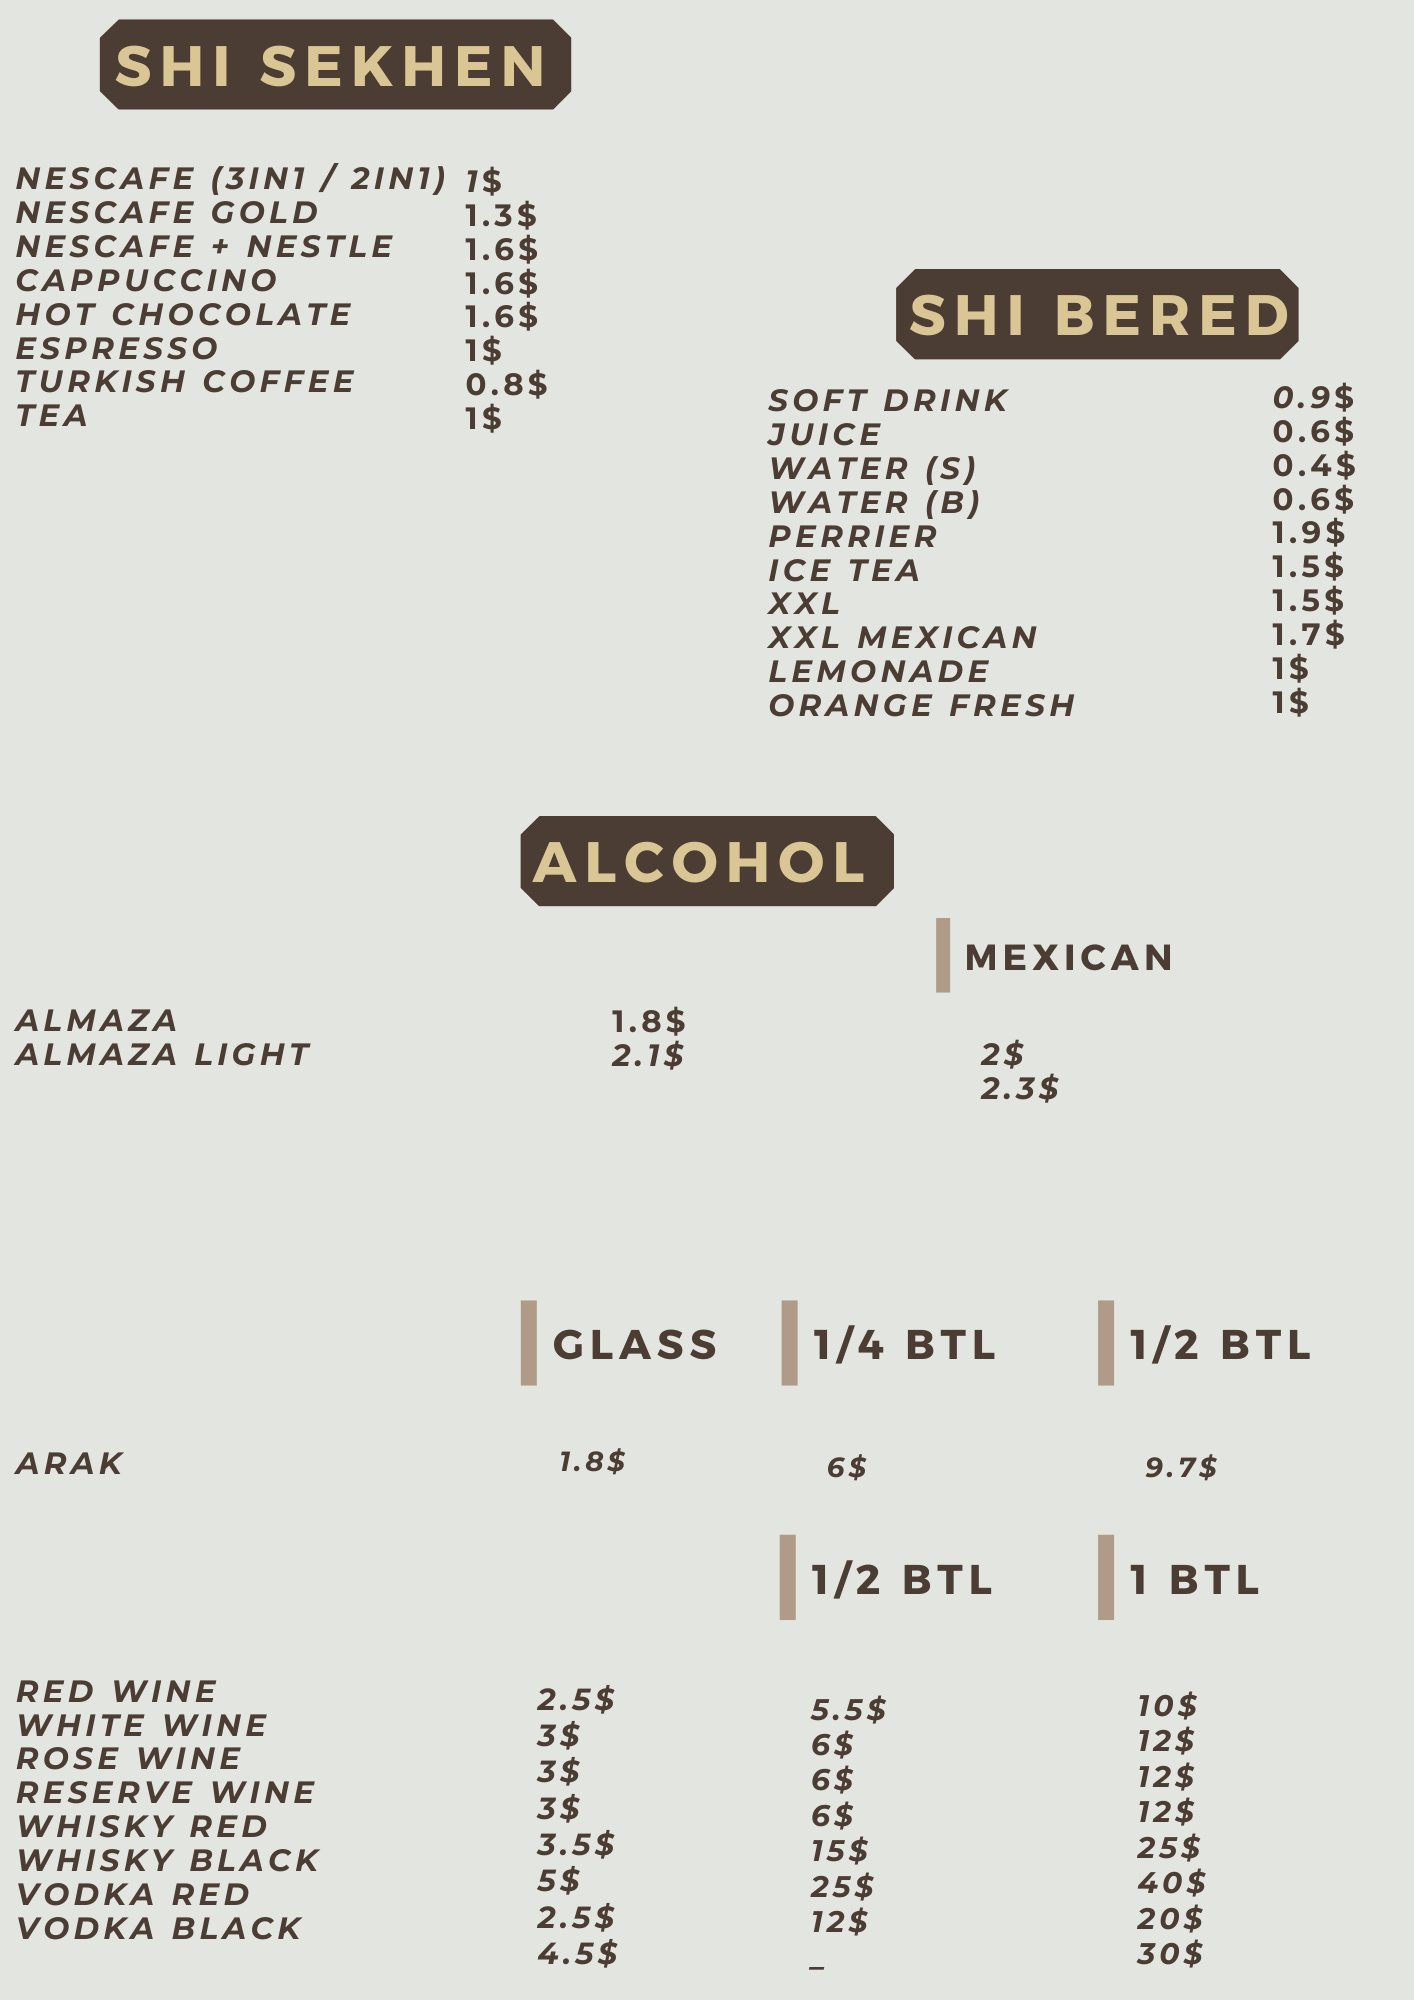 SHI SEKHEN
NESCAFE (3IN1 / 2IN1) 1$
NESCAFE GOLD 1.3$
NESCAFE + NESTLE 1.6$
CAPPUCCINO 1.6$
HOT CHOCOLATE 1.6$
ESPRESSO 1$
TURKISH COFFEE 0.8$
TEA 1$
SHI BERED
SOFT DRINK 0.9$
JUICE 0.6$
WATER (S) 0.4$
WATER (B) 0.6$
PERRIER 1.9$
ICE TEA 1.5$
XXL 1.5$
XXL MEXICAN 1.7$
LEMONADE 1$
ORANGE FRESH 1$
ALCOHOL
MEXICAN
ALMAZA 1.8$ 2$
ALMAZA LIGHT 2.1$ 2.3$
GLASS 1/4 BTL 1/2 BTL
ARAK 1.8$ 6$ 9.7$
1/2 BTL 1 BTL
RED WINE 2.5$ 5.5$ 10$
WHITE WINE 3$ 6$ 12$
ROSE WINE 3$ 6$ 12$
RESERVE WINE 3$ 6$ 12$
WHISKY RED 3.5$ 15$ 25$
WHISKY BLACK 5$ 25$ 40$
VODKA RED 2.5$ 12$ 20$
VODKA BLACK 4.5$ _ 30$